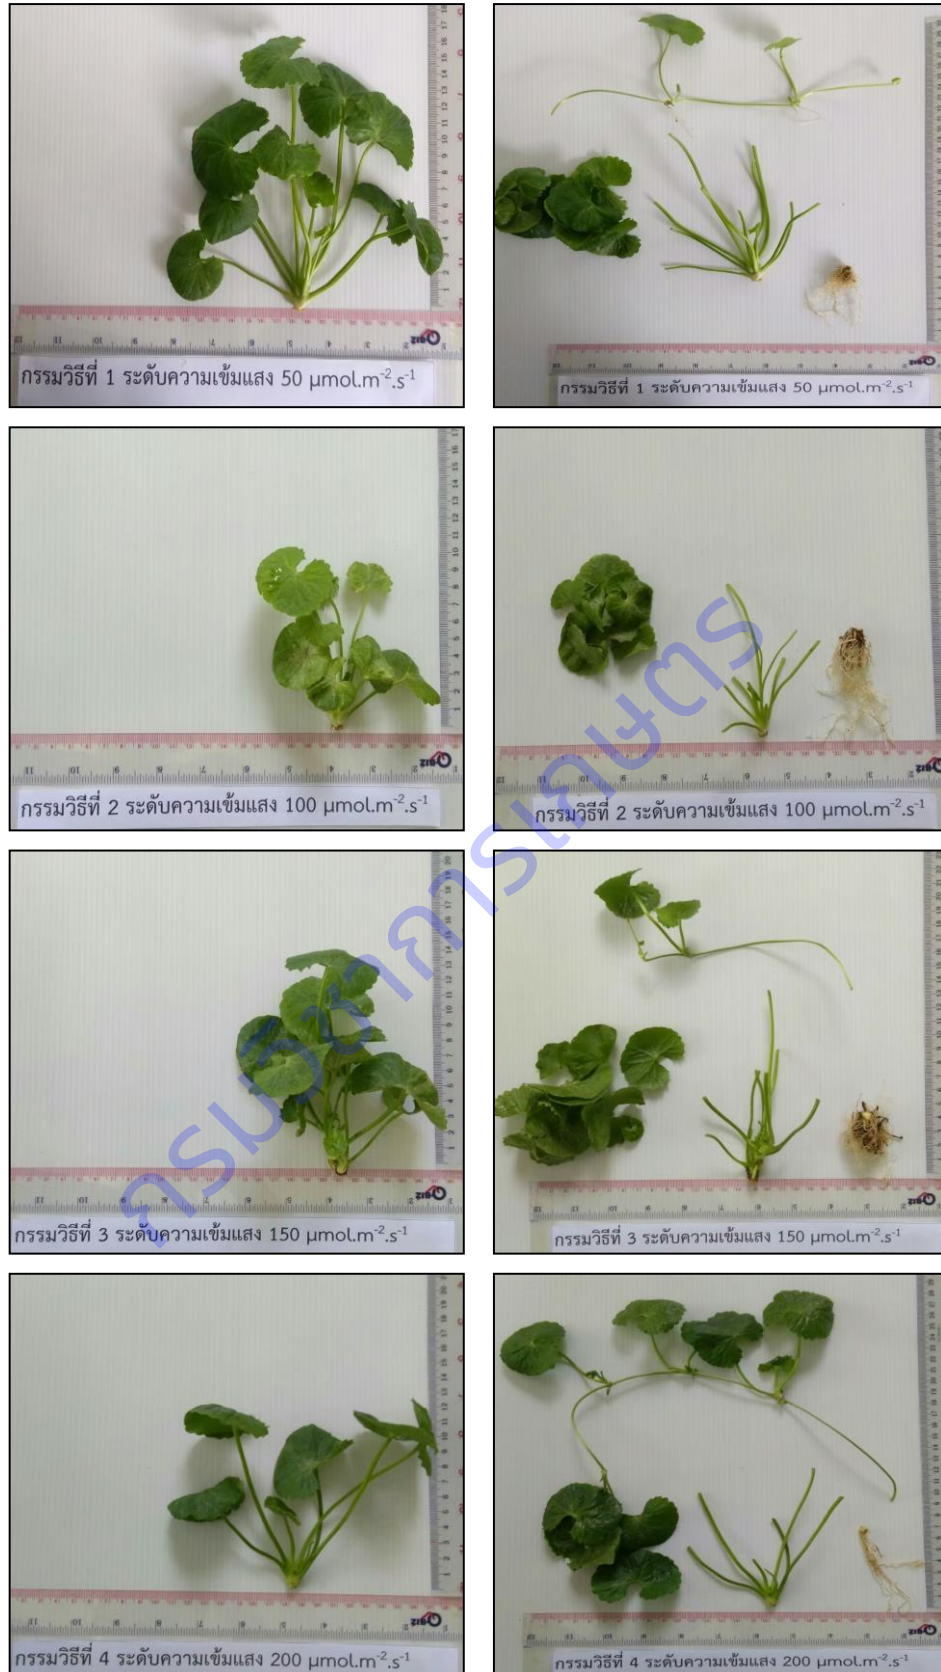 กรรมวิธีที่ 1 ระดับความเข้มแสง 50 µmol.m⁻².s⁻¹
กรรมวิธีที่ 1 ระดับความเข้มแสง 50 µmol.m⁻².s⁻¹
กรรมวิธีที่ 2 ระดับความเข้มแสง 100 µmol.m⁻².s⁻¹
กรรมวิธีที่ 2 ระดับความเข้มแสง 100 µmol.m⁻².s⁻¹
กรรมวิธีที่ 3 ระดับความเข้มแสง 150 µmol.m⁻².s⁻¹
กรรมวิธีที่ 3 ระดับความเข้มแสง 150 µmol.m⁻².s⁻¹
กรรมวิธีที่ 4 ระดับความเข้มแสง 200 µmol.m⁻².s⁻¹
กรรมวิธีที่ 4 ระดับความเข้มแสง 200 µmol.m⁻².s⁻¹
กรมวิชาการเกษตร